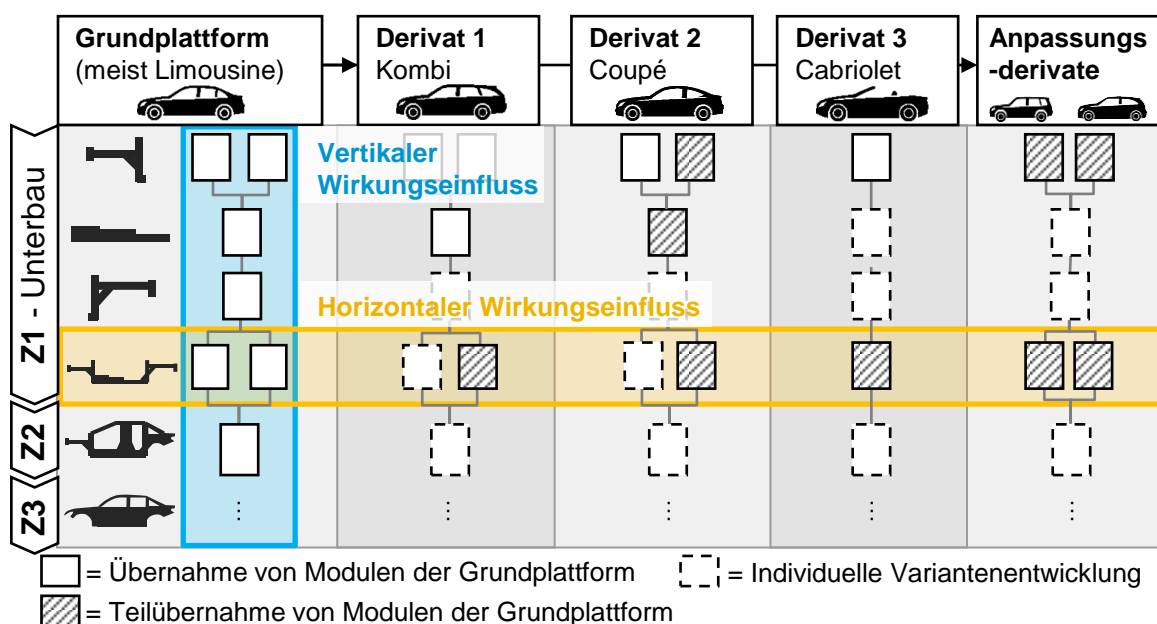 Grundplattform
(meist Limousine)
Derivat 1
Kombi
Derivat 2
Coupé
Derivat 3
Cabriolet
Anpassungs
-derivate
Z1 - Unterbau
Z2
Z3
Vertikaler
Wirkungseinfluss
Horizontaler Wirkungseinfluss
⋮ ⋮ ⋮ ⋮ ⋮
= Übernahme von Modulen der Grundplattform
= Individuelle Variantenentwicklung
= Teilübernahme von Modulen der Grundplattform